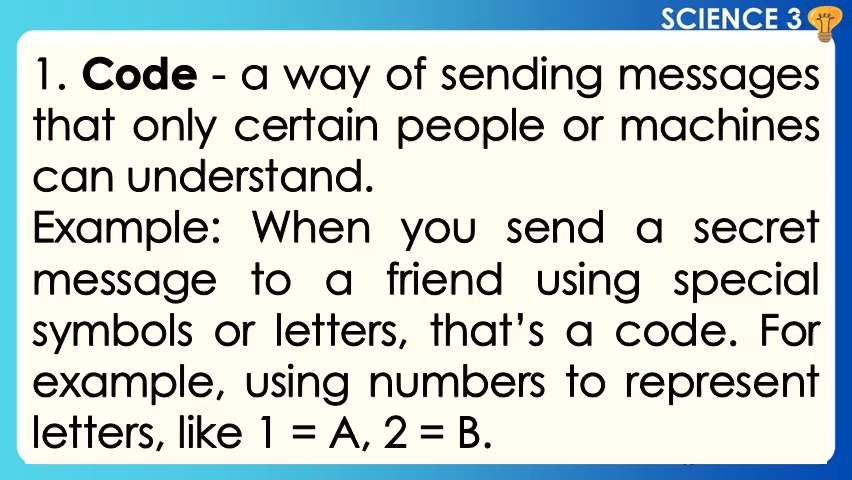 SCIENCE 3
1. Code - a way of sending messages
that only certain people or machines
can understand.
Example: When you send a secret
message to a friend using special
symbols or letters, that’s a code. For
example, using numbers to represent
letters, like 1 = A, 2 = B.